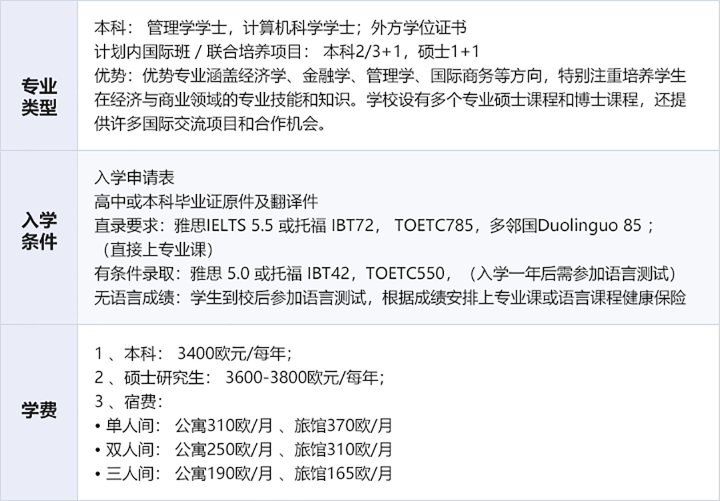 专业
类型
本科： 管理学学士，计算机科学学士；外方学位证书
计划内国际班 / 联合培养项目： 本科2/3+1，硕士1+1
优势：优势专业涵盖经济学、金融学、管理学、国际商务等方向，特别注重培养学生
在经济与商业领域的专业技能和知识。学校设有多个专业硕士课程和博士课程，还提
供许多国际交流项目和合作机会。
入学
条件
入学申请表
高中或本科毕业证原件及翻译件
直录要求：雅思IELTS 5.5 或托福 IBT72， TOETC785，多邻国Duolinguo 85 ；
（直接上专业课）
有条件录取：雅思 5.0 或托福 IBT42，TOETC550，（入学一年后需参加语言测试）
无语言成绩：学生到校后参加语言测试，根据成绩安排上专业课或语言课程健康保险
学费
1 、本科： 3400欧元/每年；
2 、硕士研究生： 3600-3800欧元/每年；
3 、宿费：
• 单人间： 公寓310欧/月 、旅馆370欧/月
• 双人间： 公寓250欧/月 、旅馆310欧/月
• 三人间： 公寓190欧/月 、旅馆165欧/月